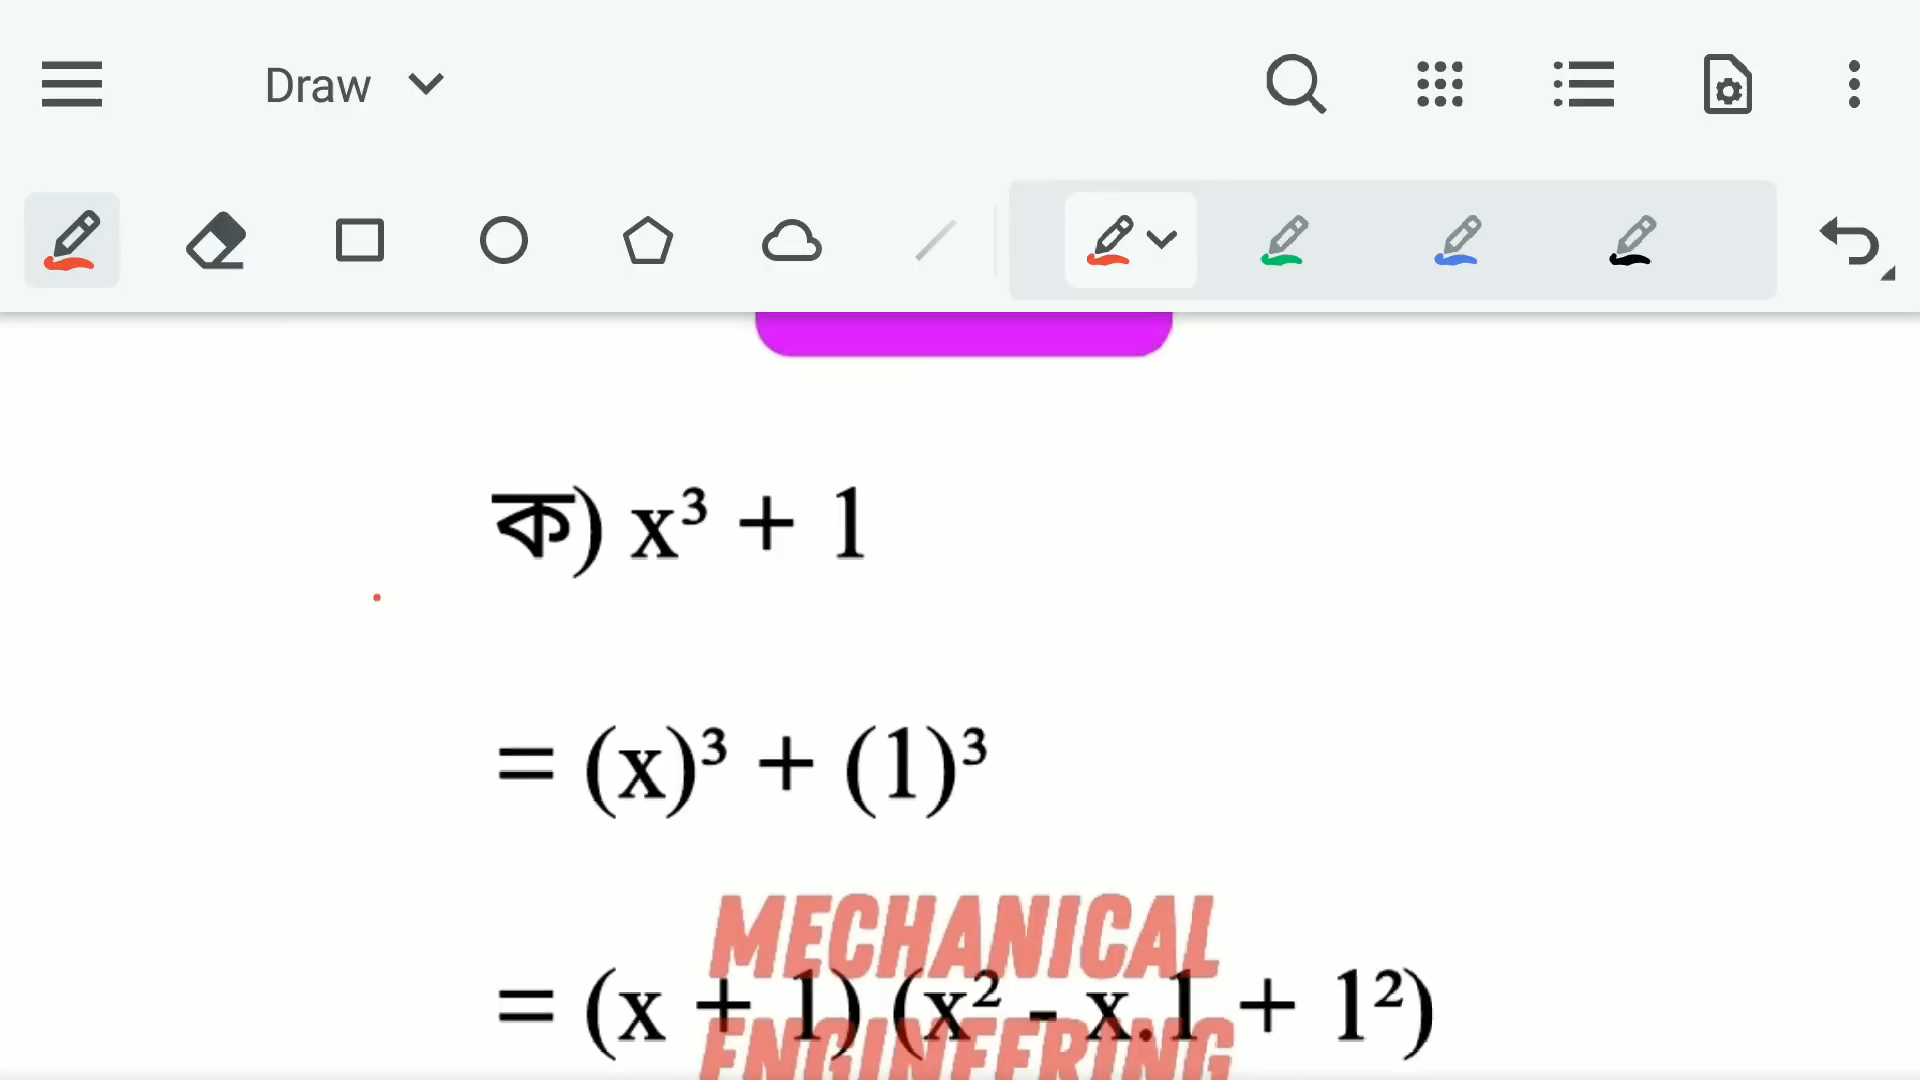 Draw
ক) x³ + 1
= (x)³ + (1)³
MECHANICAL
= (x + 1) (x² - x.1 + 1²)
ENGINEERING